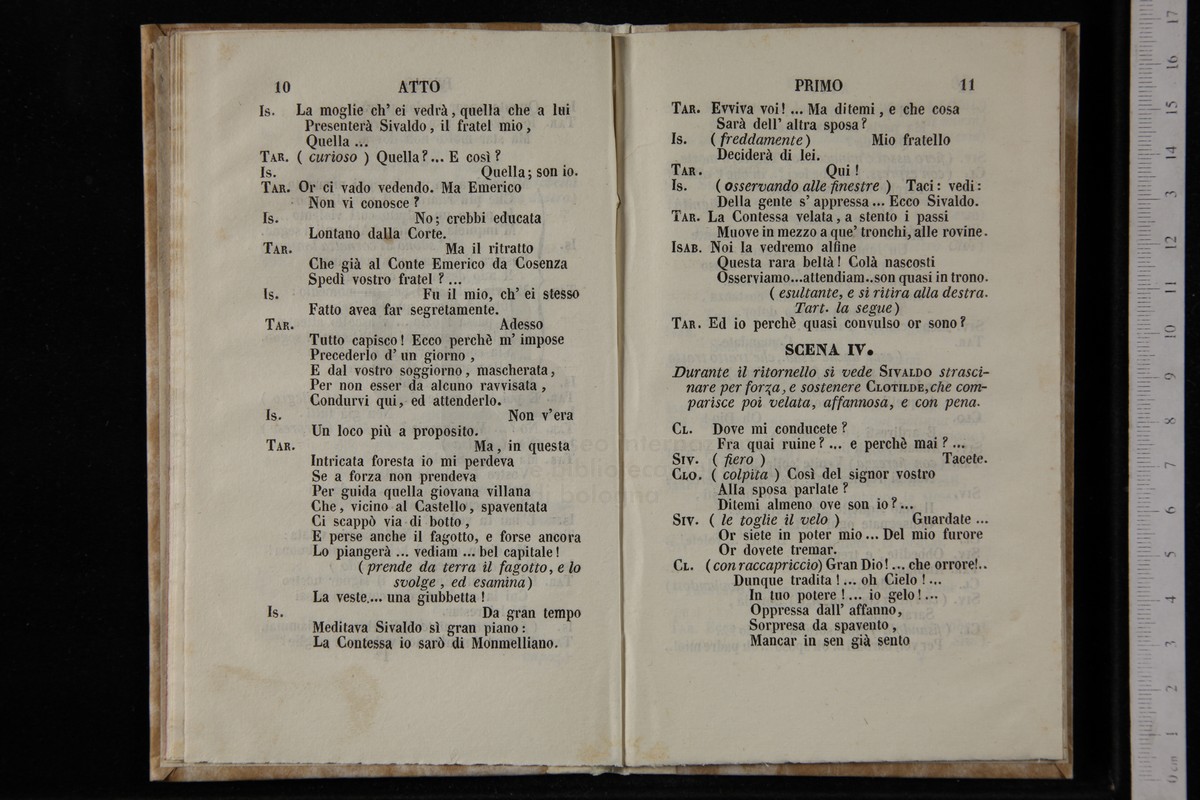 10 ATTO
Is. La moglie ch' ei vedrà, quella che a lui
Presenterà Sivaldo, il fratel mio,
Quella ...
Tar. ( curioso ) Quella?... E così?
Is. Quella; son io.
Tar. Or ci vado vedendo. Ma Emerico
Non vi conosce?
Is. No; crebbi educata
Lontano dalla Corte.
Tar. Ma il ritratto
Che già al Conte Emerico da Cosenza
Spedì vostro fratel? ...
Is. Fu il mio, ch' ei stesso
Fatto avea far segretamente.
Tar. Adesso
Tutto capisco! Ecco perchè m' impose
Precederlo d' un giorno,
E dal vostro soggiorno, mascherata,
Per non esser da alcuno ravvisata,
Condurvi qui, ed attenderlo.
Is. Non v'era
Un loco più a proposito.
Tar. Ma, in questa
Intricata foresta io mi perdeva
Se a forza non prendeva
Per guida quella giovana villana
Che, vicino al Castello, spaventata
Ci scappò via di botto,
E perse anche il fagotto, e forse ancora
Lo piangerà ... vediam ... bel capitale!
( prende da terra il fagotto, e lo
svolge, ed esamina)
La veste.... una giubbetta!
Is. Da gran tempo
Meditava Sivaldo sì gran piano:
La Contessa io sarò di Monmelliano.
PRIMO 11
Tar. Evviva voi! ... Ma ditemi, e che cosa
Sarà dell' altra sposa?
Is. (freddamente) Mio fratello
Deciderà di lei.
Tar. Qui!
Is. ( osservando alle finestre ) Taci: vedi:
Della gente s' appressa ... Ecco Sivaldo.
Tar. La Contessa velata, a stento i passi
Muove in mezzo a que' tronchi, alle rovine.
Isab. Noi la vedremo alfine
Questa rara beltà! Colà nascosti
Osserviamo...attendiam..son quasi in trono.
( esultante, e si ritira alla destra.
Tart. la segue)
Tar. Ed io perchè quasi convulso or sono?
SCENA IV.
Durante il ritornello si vede Sivaldo strasci-
nare per forza, e sostenere Clotilde, che com-
parisce poi velata, affannosa, e con pena.
Cl. Dove mi conducete?
Fra quai ruine? ... e perchè mai? ...
Siv. ( fiero ) Tacete.
Clo. ( colpita ) Così del signor vostro
Alla sposa parlate?
Ditemi almeno ove son io?...
Siv. ( le toglie il velo ) Guardate ...
Or siete in poter mio ... Del mio furore
Or dovete tremar.
Cl. (con raccapriccio) Gran Dio!... che orrore!..
Dunque tradita!... oh Cielo!...
In tuo potere!... io gelo!...
Oppressa dall' affanno,
Sorpresa da spavento,
Mancar in sen già sento